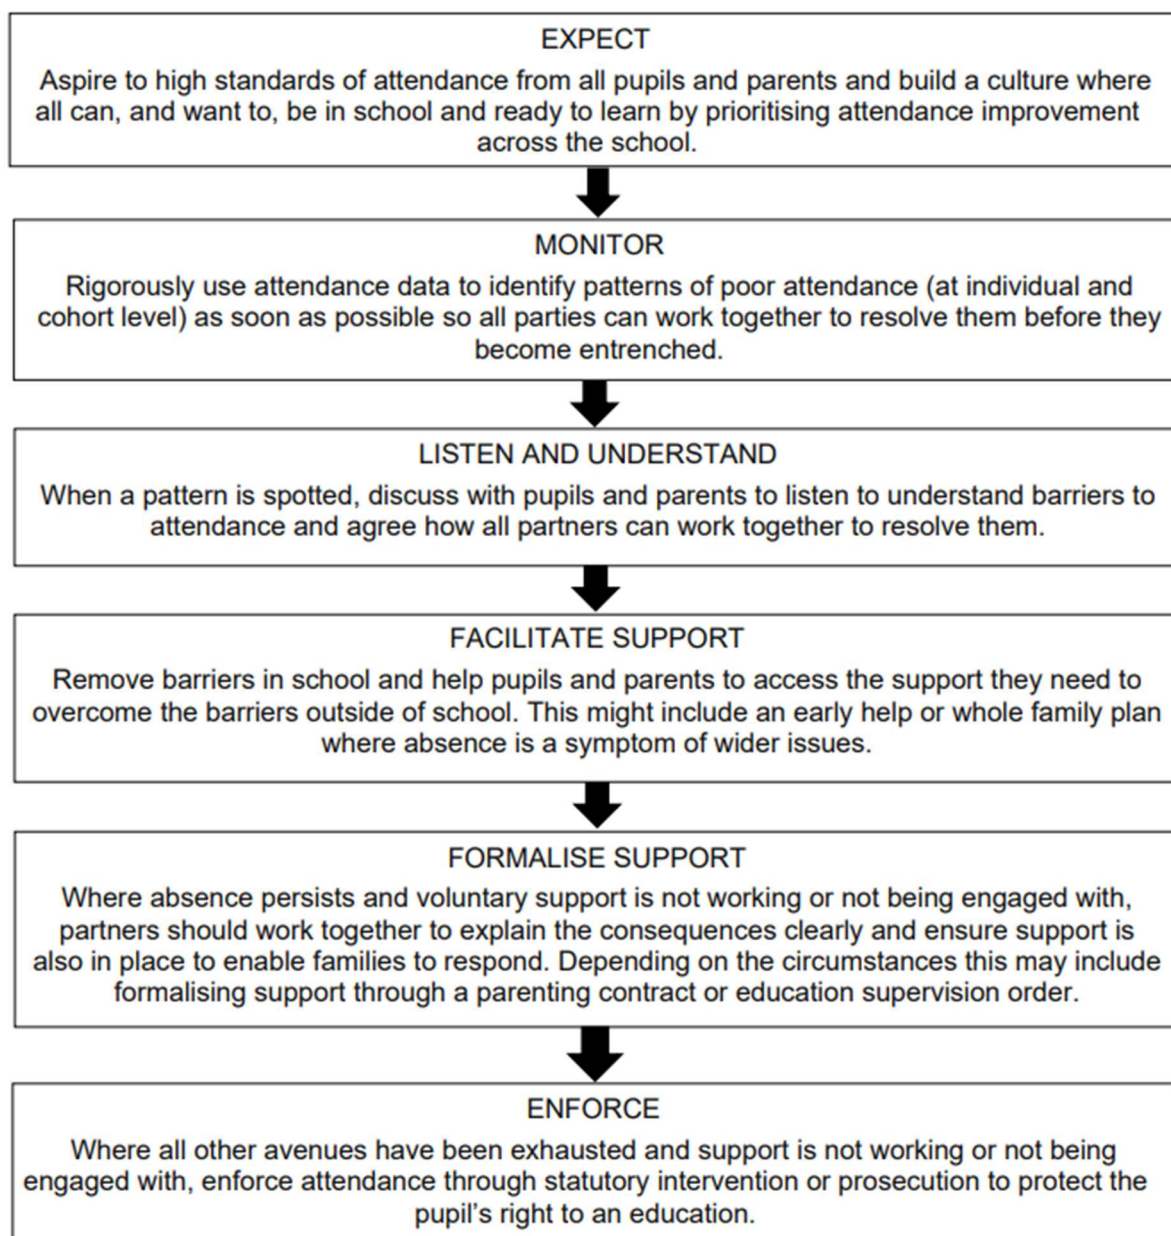 EXPECT
Aspire to high standards of attendance from all pupils and parents and build a culture where
all can, and want to, be in school and ready to learn by prioritising attendance improvement
across the school.
MONITOR
Rigorously use attendance data to identify patterns of poor attendance (at individual and
cohort level) as soon as possible so all parties can work together to resolve them before they
become entrenched.
LISTEN AND UNDERSTAND
When a pattern is spotted, discuss with pupils and parents to listen to understand barriers to
attendance and agree how all partners can work together to resolve them.
FACILITATE SUPPORT
Remove barriers in school and help pupils and parents to access the support they need to
overcome the barriers outside of school. This might include an early help or whole family plan
where absence is a symptom of wider issues.
FORMALISE SUPPORT
Where absence persists and voluntary support is not working or not being engaged with,
partners should work together to explain the consequences clearly and ensure support is
also in place to enable families to respond. Depending on the circumstances this may include
formalising support through a parenting contract or education supervision order.
ENFORCE
Where all other avenues have been exhausted and support is not working or not being
engaged with, enforce attendance through statutory intervention or prosecution to protect the
pupil's right to an education.